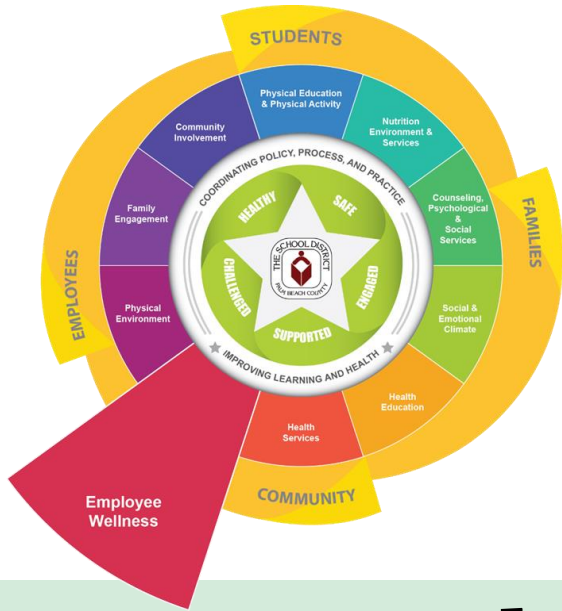 STUDENTS
FAMILIES
COMMUNITY
EMPLOYEES
Physical Education
& Physical Activity
Nutrition
Environment &
Services
Counseling,
Psychological
&
Social
Services
Social &
Emotional
Climate
Health
Education
Health
Services
Employee
Wellness
Physical
Environment
Family
Engagement
Community
Involvement
COORDINATING POLICY, PROCESS, AND PRACTICE
IMPROVING LEARNING AND HEALTH
HEALTHY
SAFE
ENGAGED
SUPPORTED
CHALLENGED
THE SCHOOL DISTRICT
PALM BEACH COUNTY